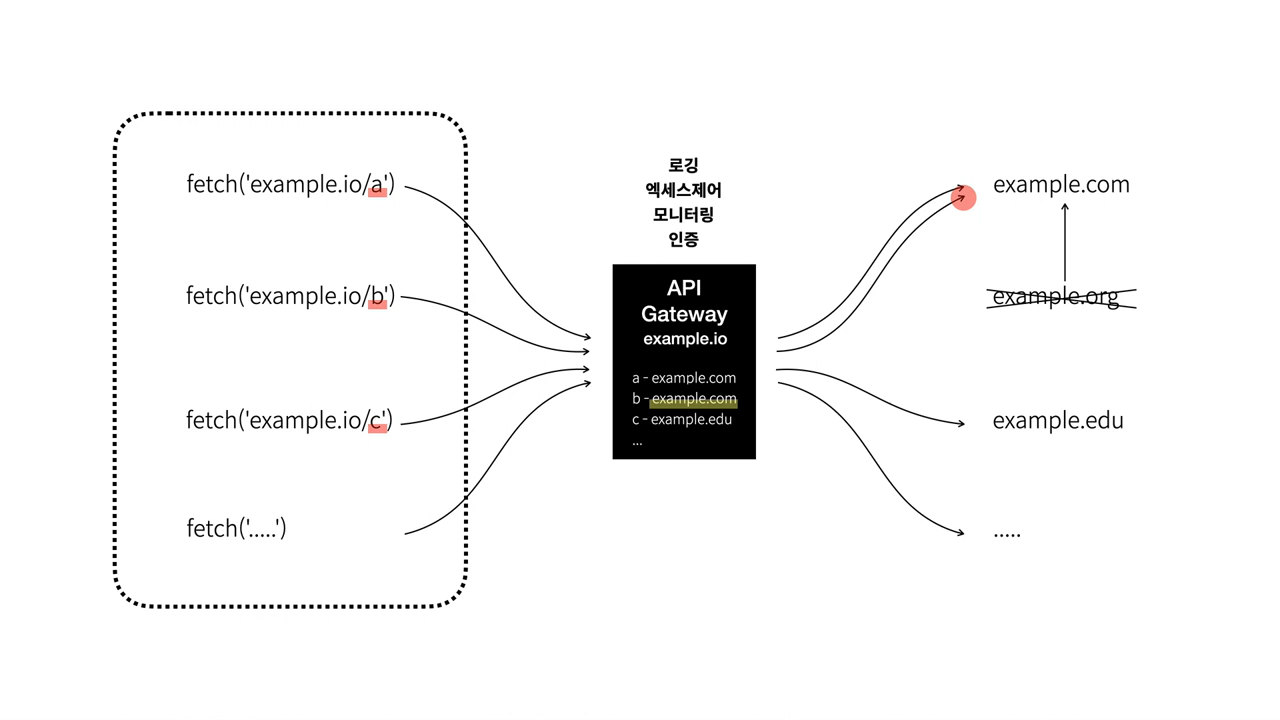 fetch('example.io/a')
fetch('example.io/b')
fetch('example.io/c')
fetch('.....')
로깅
엑세스제어
모니터링
인증
API
Gateway
example.io
a - example.com
b - example.com
c - example.edu
...
example.com
example.org
example.edu
.....